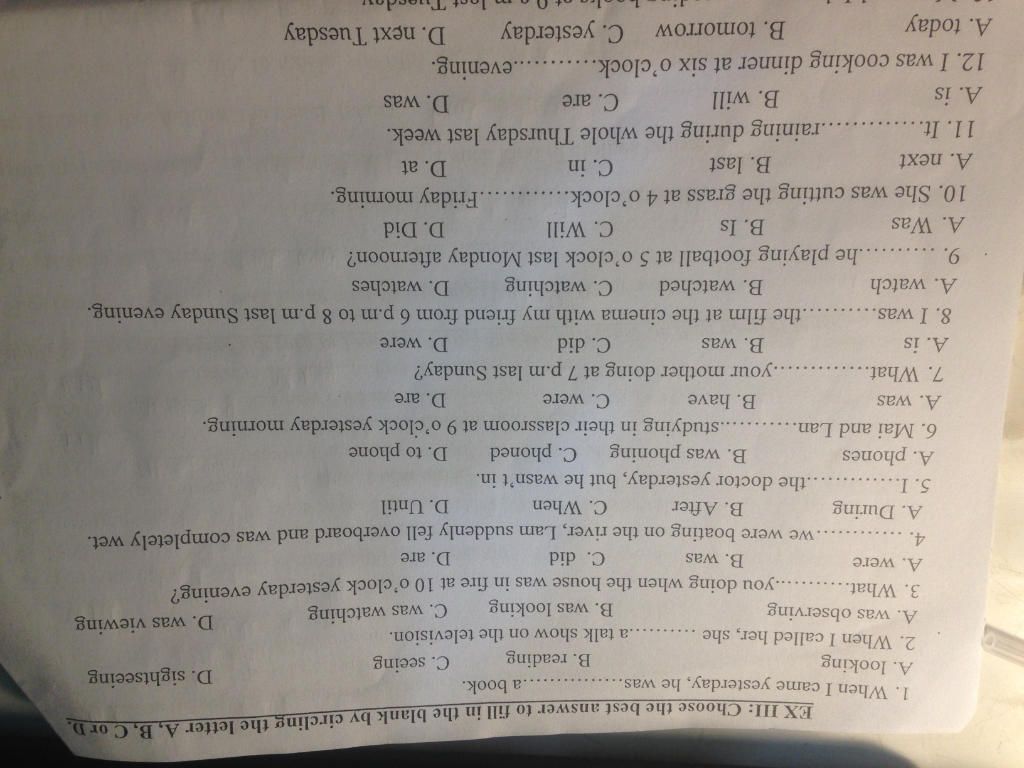 EX III: Choose the best answer to fill in the blank by circling the letter A, B, C or D.
1. When I came yesterday, he was...............a book.
A. looking B. reading C. seeing D. sightseeing
2. When I called her, she ..........a talk show on the television.
A. was observing B. was looking C. was watching D. was viewing
3. What...........you doing when the house was in fire at 10 o'clock yesterday evening?
A. were B. was C. did D. are
4. ............we were boating on the river, Lam suddenly fell overboard and was completely wet.
A. During B. After C. When D. Until
5. I.............the doctor yesterday, but he wasn't in.
A. phones B. was phoning C. phoned D. to phone
6. Mai and Lan...........studying in their classroom at 9 o'clock yesterday morning.
A. was B. have C. were D. are
7. What.............your mother doing at 7 p.m last Sunday?
A. is B. was C. did D. were
8. I was..........the film at the cinema with my friend from 6 p.m to 8 p.m last Sunday evening.
A. watch B. watched C. watching D. watches
9. ..........he playing football at 5 o'clock last Monday afternoon?
A. Was B. Is C. Will D. Did
10. She was cutting the grass at 4 o'clock............Friday morning.
A. next B. last C. in D. at
11. It.............raining during the whole Thursday last week.
A. is B. will C. are D. was
12. I was cooking dinner at six o'clock...........evening.
A. today B. tomorrow C. yesterday D. next Tuesday
books at 9 a.m last Tuesday